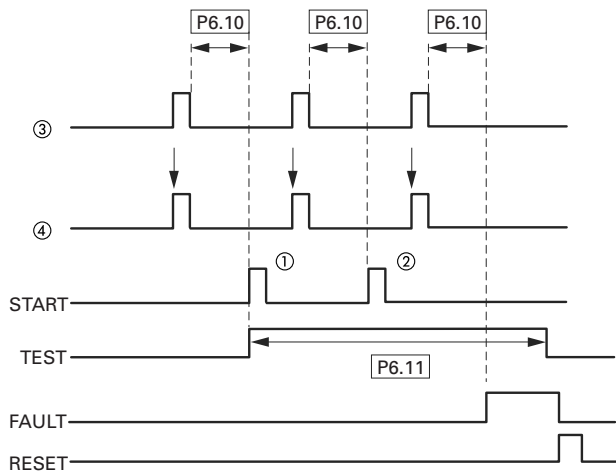 P6.10 P6.10 P6.10
③
④
① ②
START
TEST
P6.11
FAULT
RESET